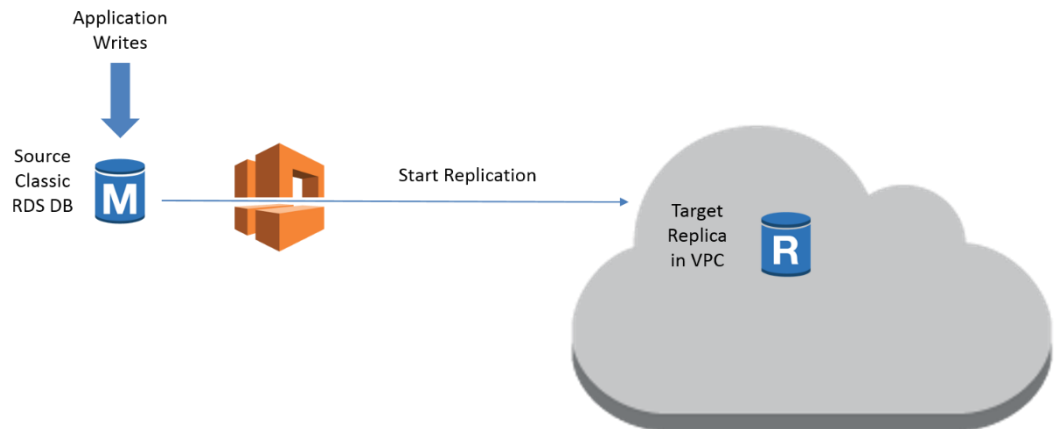 Application
Writes
Source
Classic
RDS DB
M
Start Replication
Target
Replica
in VPC
R